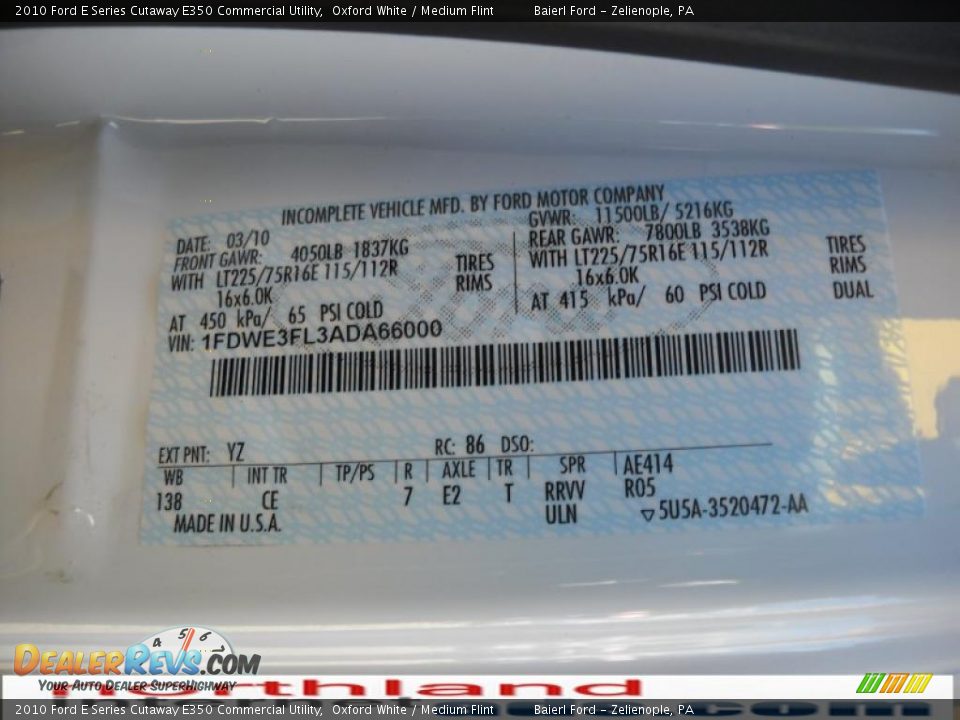 2010 Ford E Series Cutaway E350 Commercial Utility, Oxford White / Medium Flint Baierl Ford - Zelienople, PA
INCOMPLETE VEHICLE MFD. BY FORD MOTOR COMPANY
DATE: 03/10 GVWR: 11500LB/ 5216KG
FRONT GAWR: 4050LB 1837KG REAR GAWR: 7800LB 3538KG
WITH LT225/75R16E 115/112R TIRES WITH LT225/75R16E 115/112R TIRES
16x6.0K RIMS 16x6.0K RIMS
AT 450 kPa/ 65 PSI COLD AT 415 kPa/ 60 PSI COLD DUAL
VIN: 1FDWE3FL3ADA66000
EXT PNT: YZ RC: 86 DSO:
WB INT TR TP/PS R AXLE TR SPR AE414
138 CE 7 E2 T RRVV R05
MADE IN U.S.A. ULN ▽5U5A-3520472-AA
4 5 6
DEALERREVS.COM
YOUR AUTO DEALER SUPERHIGHWAY
2010 Ford E Series Cutaway E350 Commercial Utility, Oxford White / Medium Flint Baierl Ford - Zelienople, PA